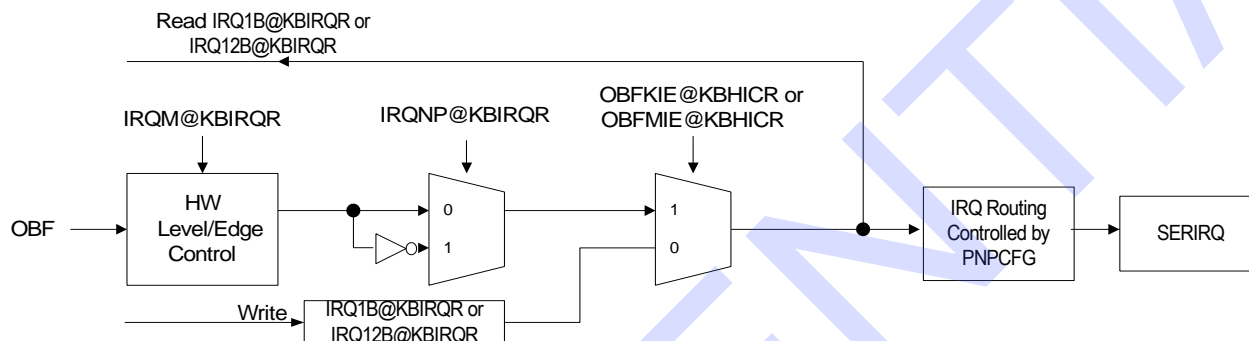 Read IRQ1B@KBIRQR or
IRQ12B@KBIRQR
IRQM@KBIRQR
IRQNP@KBIRQR
OBFKIE@KBHICR or
OBFMIE@KBHICR
OBF
HW
Level/Edge
Control
0
1
1
0
IRQ Routing
Controlled by
PNPCFG
SERIRQ
Write
IRQ1B@KBIRQR or
IRQ12B@KBIRQR